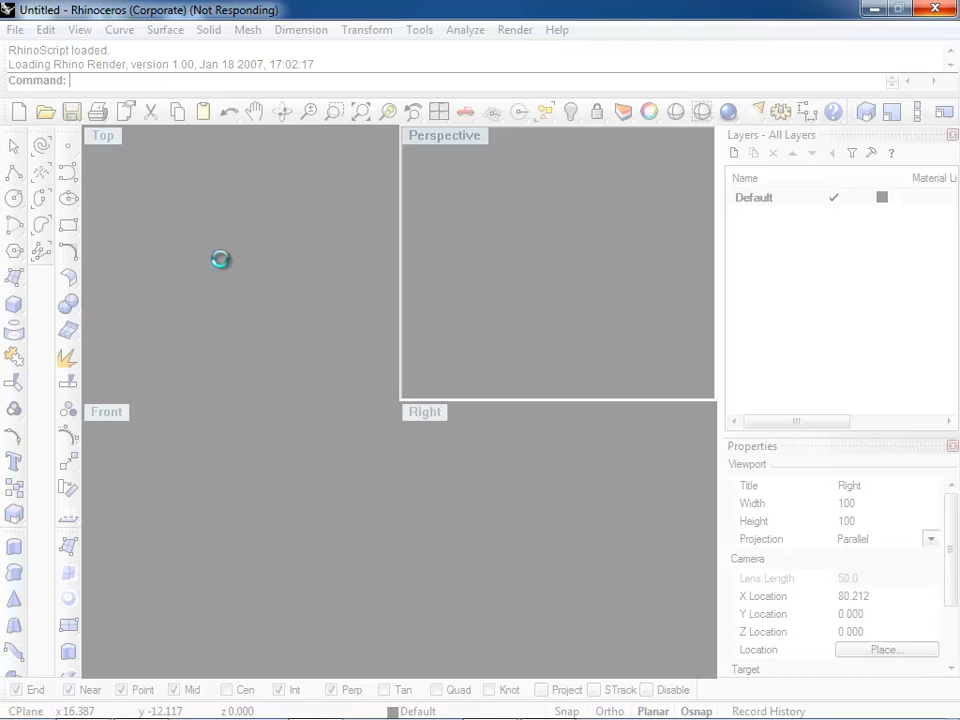 Untitled - Rhinoceros (Corporate) (Not Responding)
File Edit View Curve Surface Solid Mesh Dimension Transform Tools Analyze Render Help
RhinoScript loaded.
Loading Rhino Render, version 1.00, Jan 18 2007, 17:02:17
Command:
Top
Perspective
Front
Right
Layers - All Layers
Name Material Li
Default
Properties
Viewport
Title Right
Width 100
Height 100
Projection Parallel
Camera
Lens Length 50.0
X Location 80.212
Y Location 0.000
Z Location 0.000
Location Place...
Target
End Near Point Mid Cen Int Perp Tan Quad Knot Project STrack Disable
CPlane x 16.387 y -12.117 z 0.000 Default Snap Ortho Planar Osnap Record History